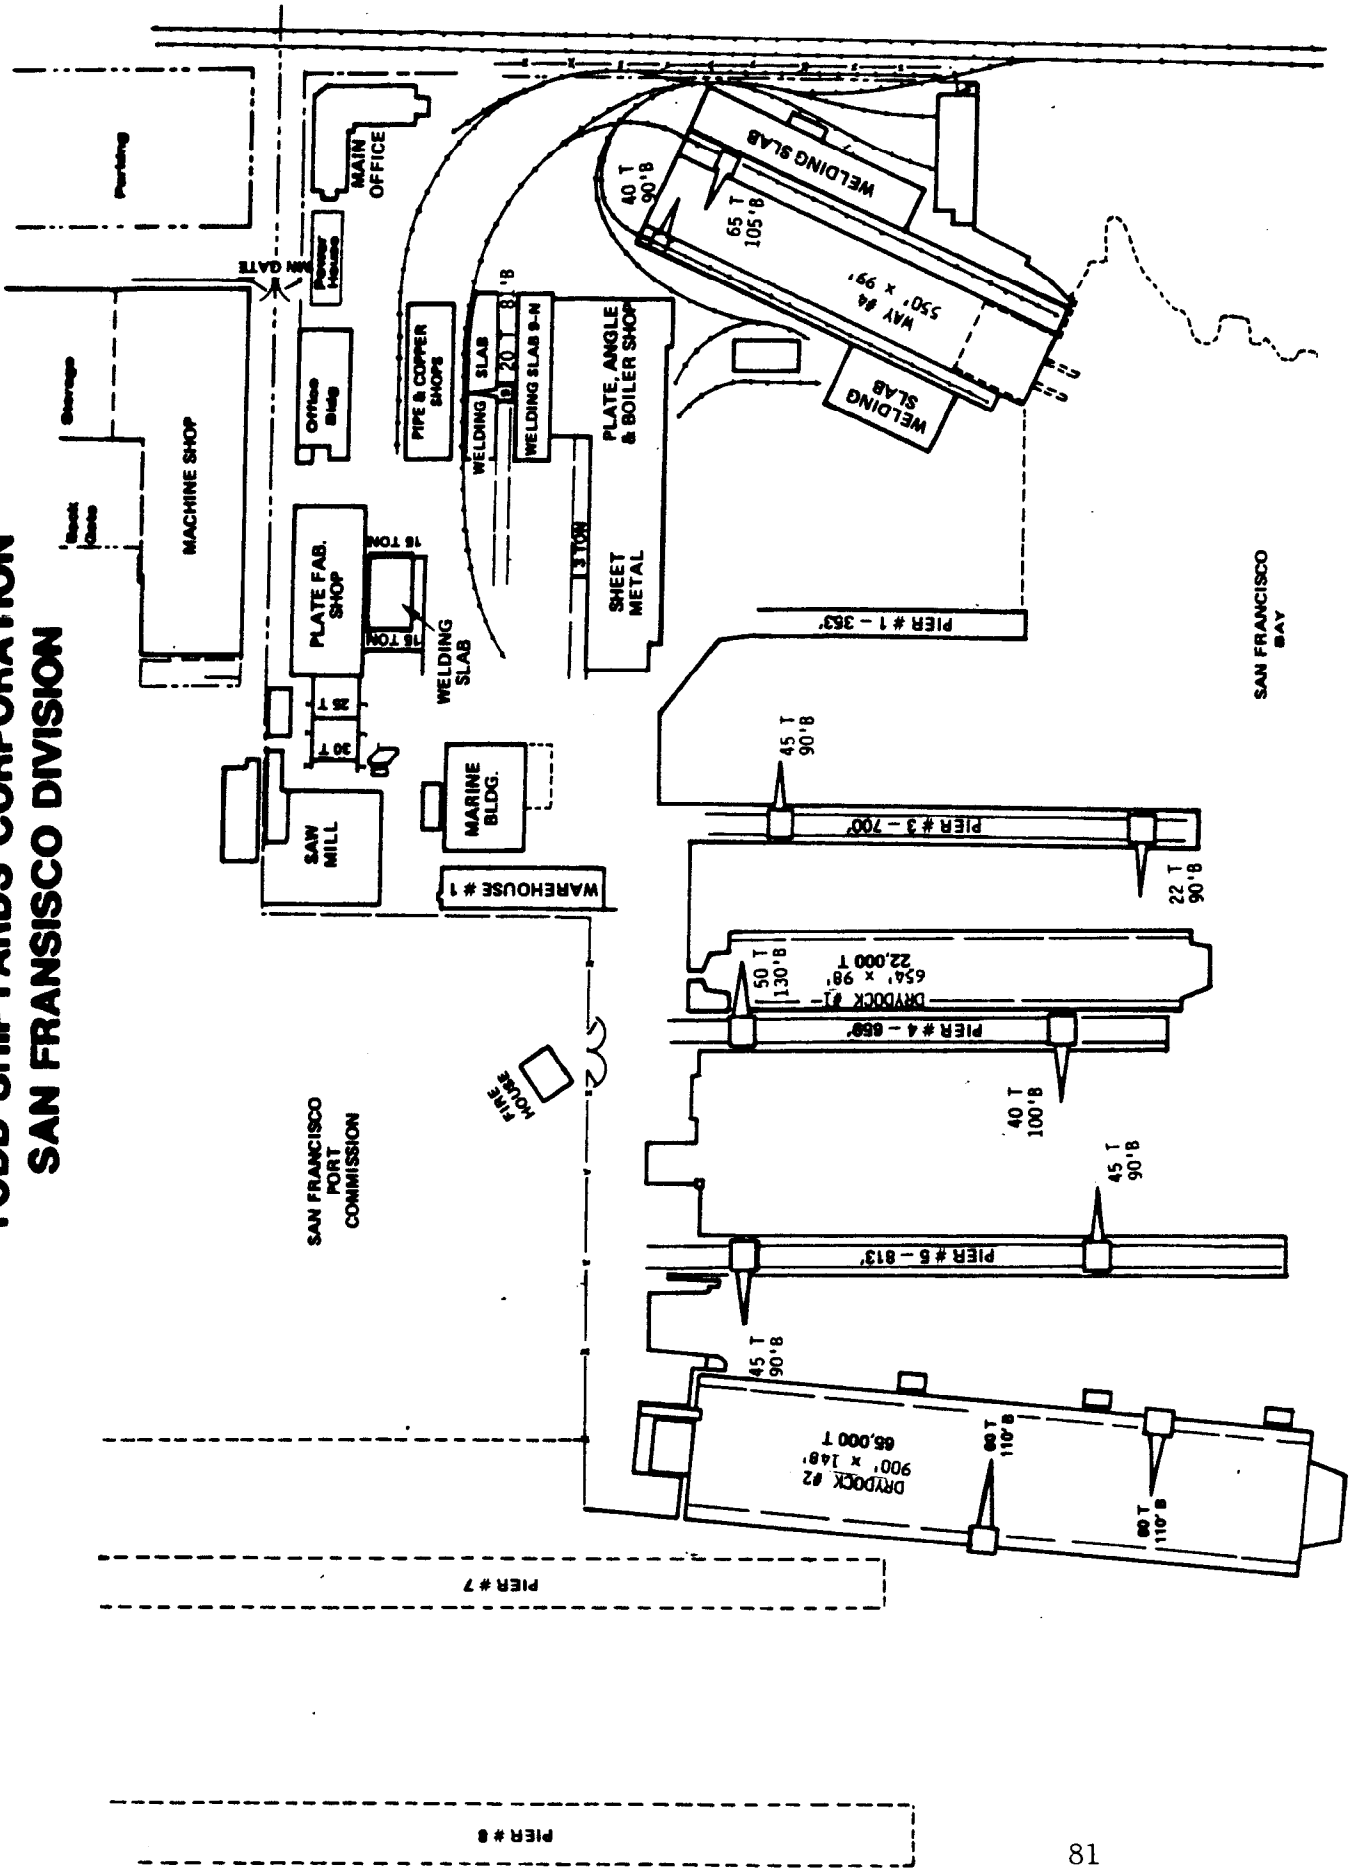 TODD SHIPYARDS CORPORATION
SAN FRANSISCO DIVISION
Parking
MAIN
OFFICE
Power
House
MN GATE
Storage
Back
Gate
MACHINE SHOP
Office
Bldg
PIPE & COPPER
SHOPS
WELDING SLAB
20 T 8 'B
WELDING SLAB 9-N
PLATE, ANGLE
& BOILER SHOP
3 TON
SHEET
METAL
PLATE FAB.
SHOP
15 TON
15 TON
WELDING
SLAB
T
20 T
SAW
MILL
MARINE
BLDG.
WAREHOUSE # 1
40 T
90'B
65 T
105'B
WELDING SLAB
WAY #4
550' x 99'
WELDING
SLAB
PIER # 1 – 353'
SAN FRANCISCO
BAY
45 T
90'B
PIER # 3 – 700'
22 T
90'B
DRYDOCK #1
654' x 98'
22,000 T
50 T
130'B
PIER # 4 – 659'
40 T
100'B
FIRE
HOUSE
SAN FRANCISCO
PORT
COMMISSION
45 T
90'B
PIER # 5 – 813'
45 T
90'B
DRYDOCK #2
900' x 148'
65,000 T
60 T
110' B
60 T
110' B
PIER # 7
PIER # 8
81